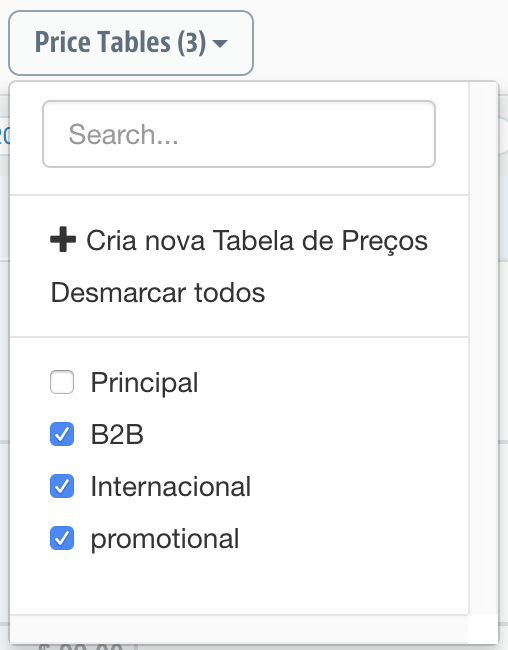 Price Tables (3)
Search...
Cria nova Tabela de Preços
Desmarcar todos
Principal
B2B
Internacional
promotional